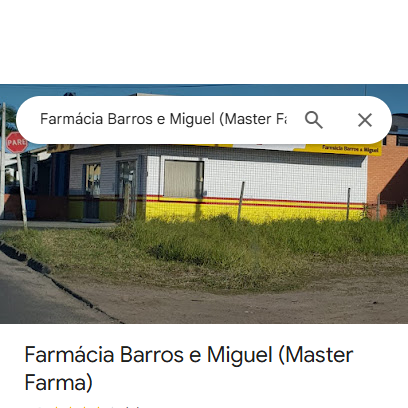 Farmácia Barros e Miguel (Master Fa
PARE
Farmácia Barros e Miguel
Farmácia Barros e Miguel (Master
Farma)